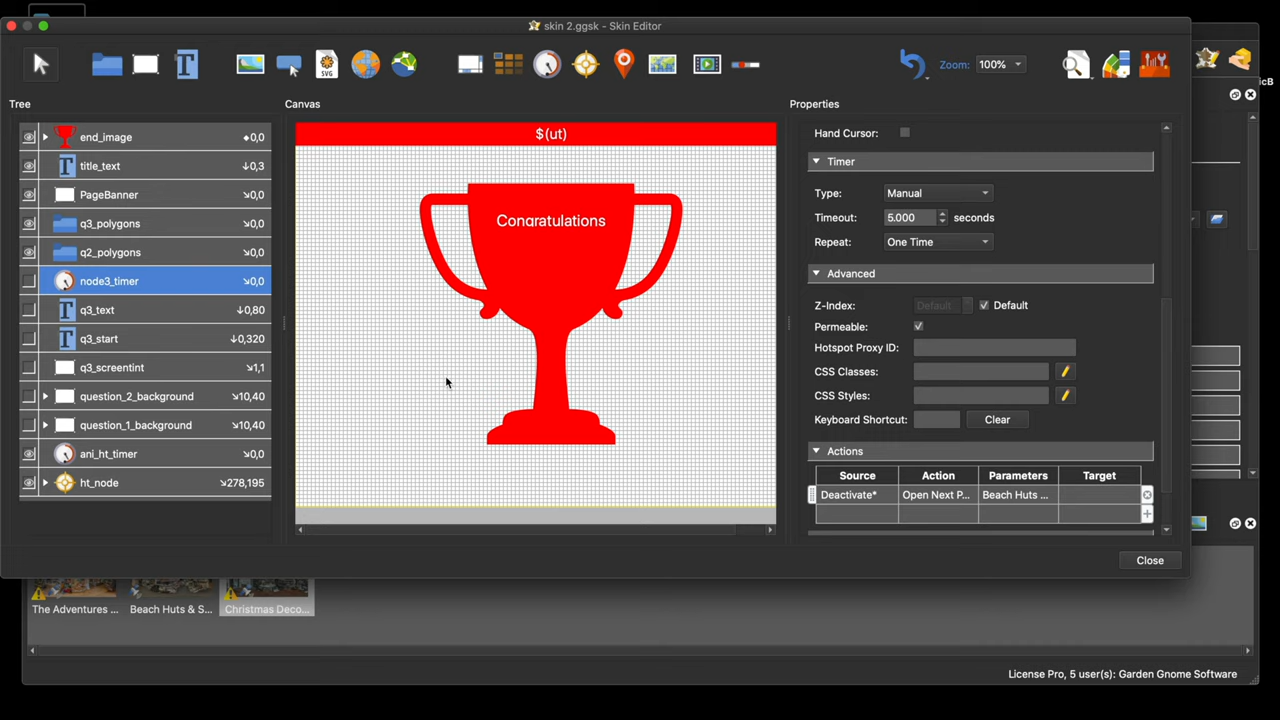 skin 2.ggsk - Skin Editor
T
SVG
Zoom: 100%
Tree
Canvas
Properties
end_image 0,0
title_text 0,3
PageBanner 0,0
q3_polygons 0,0
q2_polygons 0,0
node3_timer 0,0
q3_text 0,80
q3_start 0,320
q3_screentint 1,1
question_2_background 10,40
question_1_background 10,40
ani_ht_timer 0,0
ht_node 278,195
$(ut)
Congratulations
Hand Cursor:
Timer
Type: Manual
Timeout: 5.000 seconds
Repeat: One Time
Advanced
Z-Index: Default Default
Permeable:
Hotspot Proxy ID:
CSS Classes:
CSS Styles:
Keyboard Shortcut: Clear
Actions
Source Action Parameters Target
Deactivate* Open Next P... Beach Huts ...
Close
The Adventures ... Beach Huts & S... Christmas Deco...
License Pro, 5 user(s): Garden Gnome Software
icB